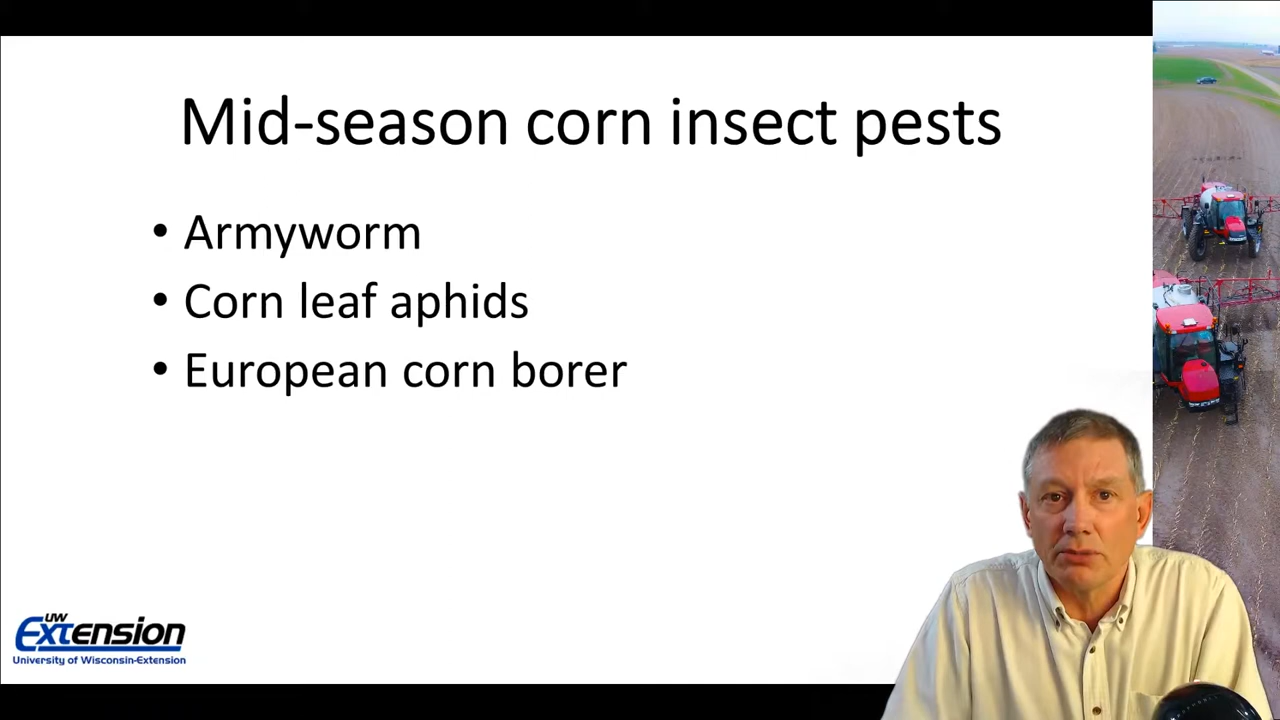 Mid-season corn insect pests
• Armyworm
• Corn leaf aphids
• European corn borer
UW
Extension
University of Wisconsin-Extension